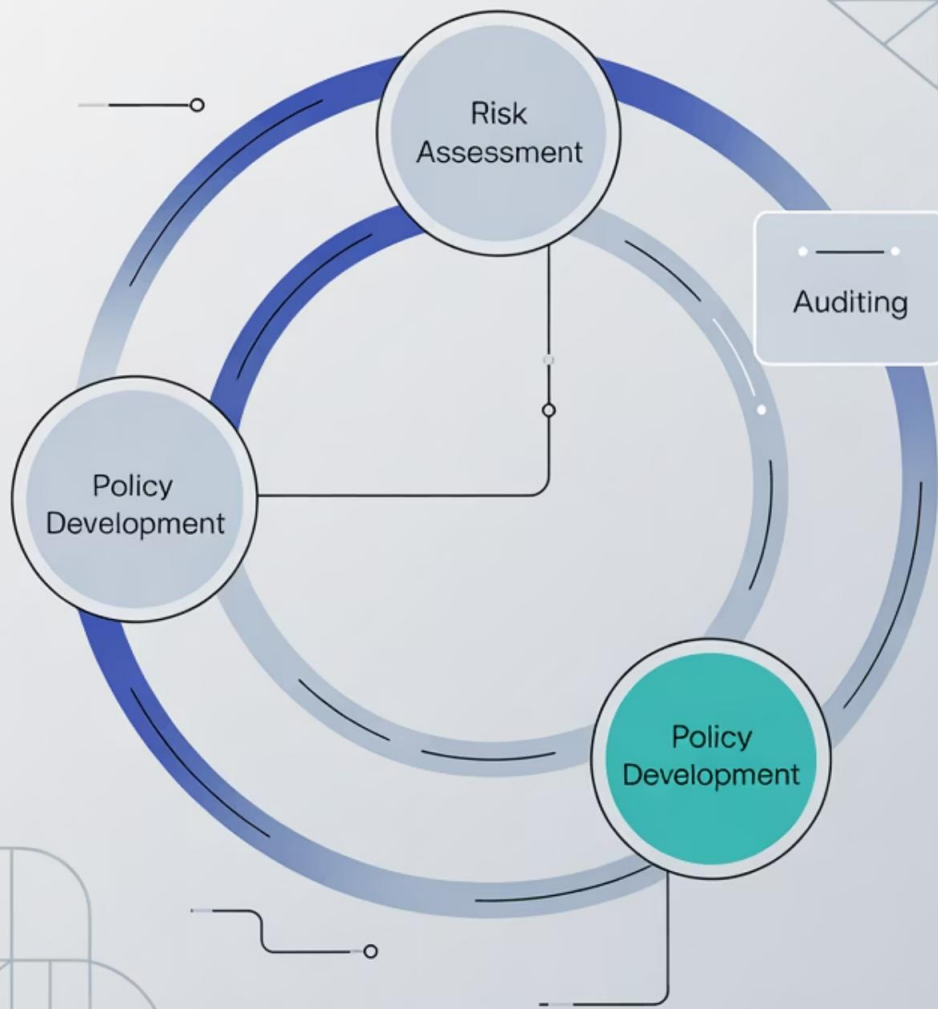 Risk
Assessment
Auditing
Policy
Development
Policy
Development